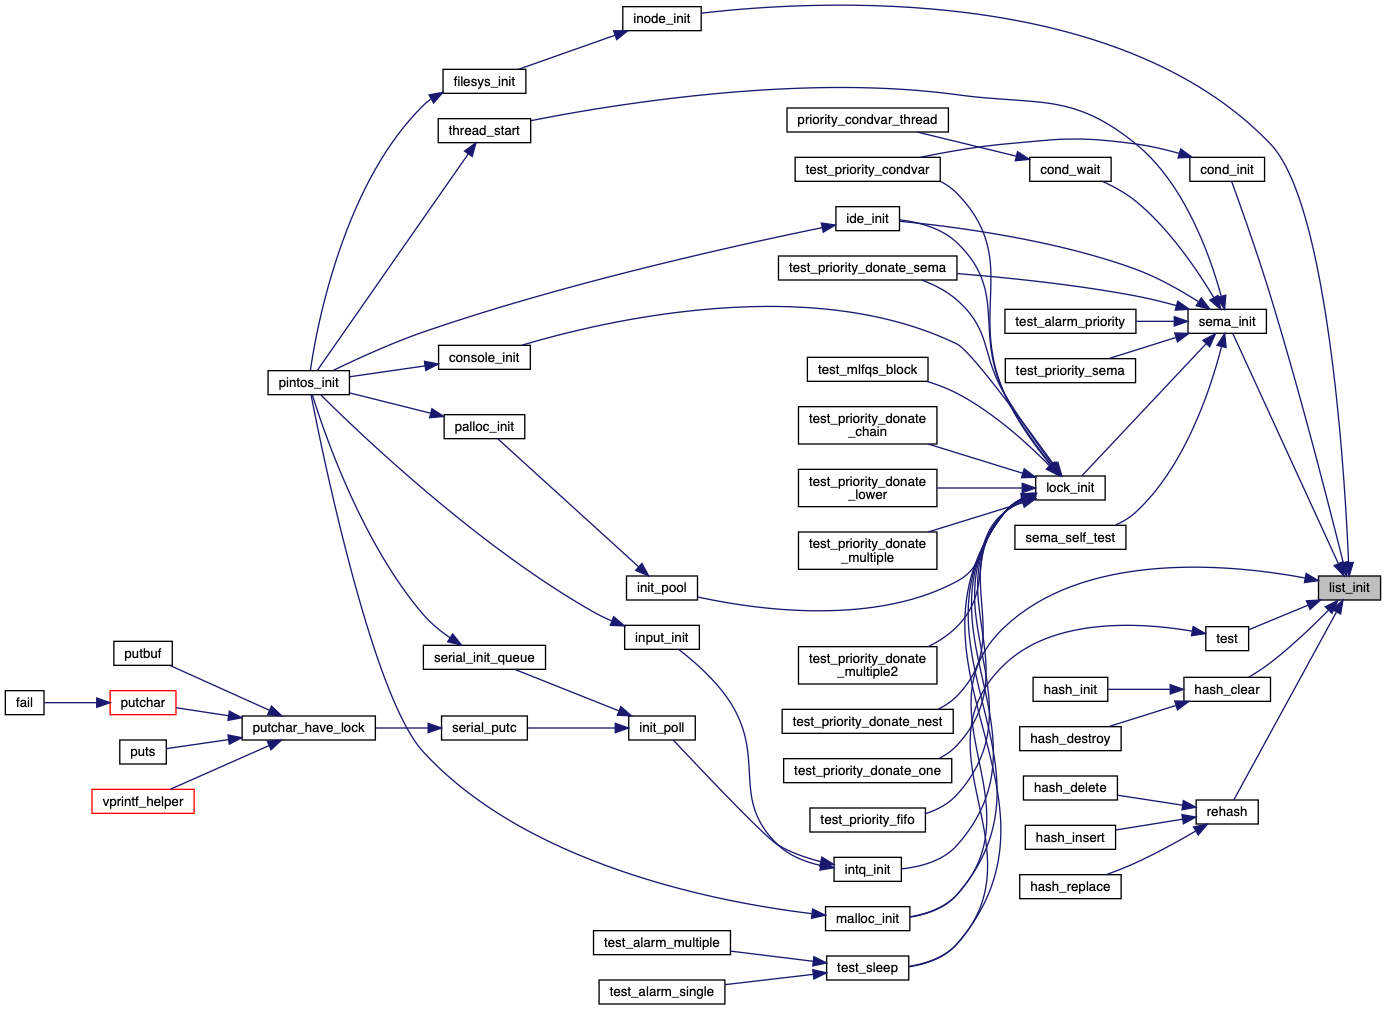 inode_init
filesys_init
thread_start
priority_condvar_thread
test_priority_condvar
cond_wait
cond_init
ide_init
test_priority_donate_sema
test_alarm_priority
sema_init
console_init
test_priority_sema
test_mlfqs_block
pintos_init
palloc_init
test_priority_donate
_chain
test_priority_donate
_lower
lock_init
sema_self_test
test_priority_donate
_multiple
init_pool
list_init
input_init
test
putbuf
serial_init_queue
test_priority_donate
_multiple2
hash_init
hash_clear
fail
putchar
putchar_have_lock
serial_putc
init_poll
test_priority_donate_nest
hash_destroy
puts
test_priority_donate_one
hash_delete
vprintf_helper
test_priority_fifo
rehash
hash_insert
intq_init
hash_replace
malloc_init
test_alarm_multiple
test_sleep
test_alarm_single